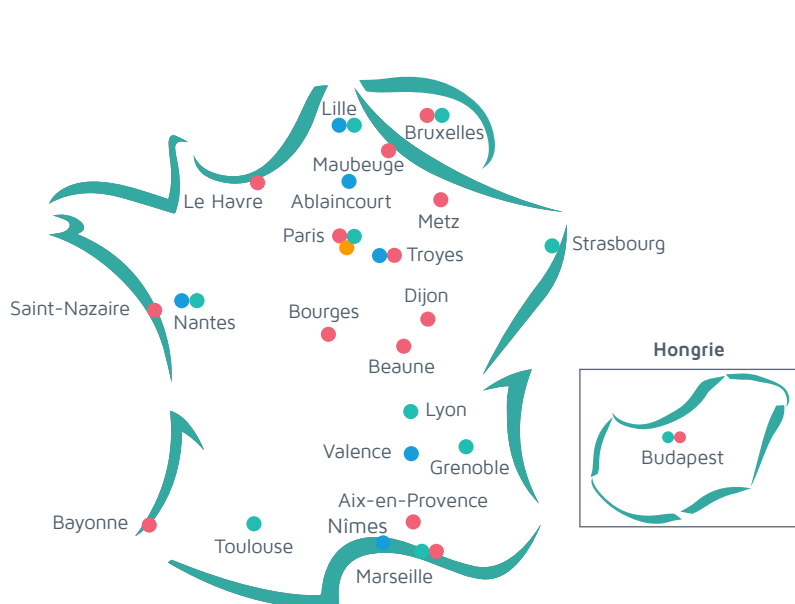 Lille
Bruxelles
Maubeuge
Le Havre
Ablaincourt
Metz
Paris
Strasbourg
Troyes
Dijon
Saint-Nazaire
Bourges
Nantes
Hongrie
Beaune
Lyon
Valence
Budapest
Grenoble
Aix-en-Provence
Bayonne
Nîmes
Toulouse
Marseille